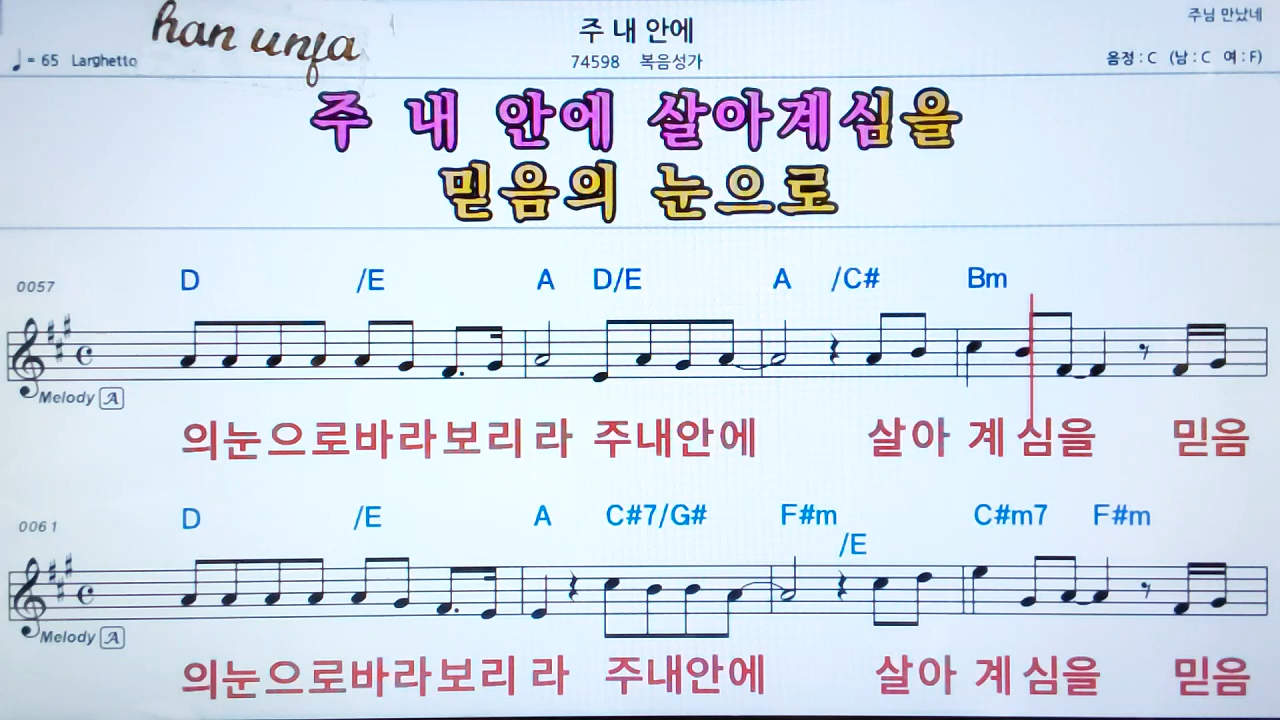 han unja
주 내 안에
주님 만났네
♩= 65 Larghetto
74598 복음성가
음정 : C (남 : C 여 : F)
주 내 안에 살아계심을
믿음의 눈으로
0057
D /E A D/E A /C# Bm
Melody A
의눈으로바라보리 라 주내안에 살아 계 심을 믿음
0061
D /E A C#7/G# F#m /E C#m7 F#m
Melody A
의눈으로바라보리 라 주내안에 살아 계 심을 믿음